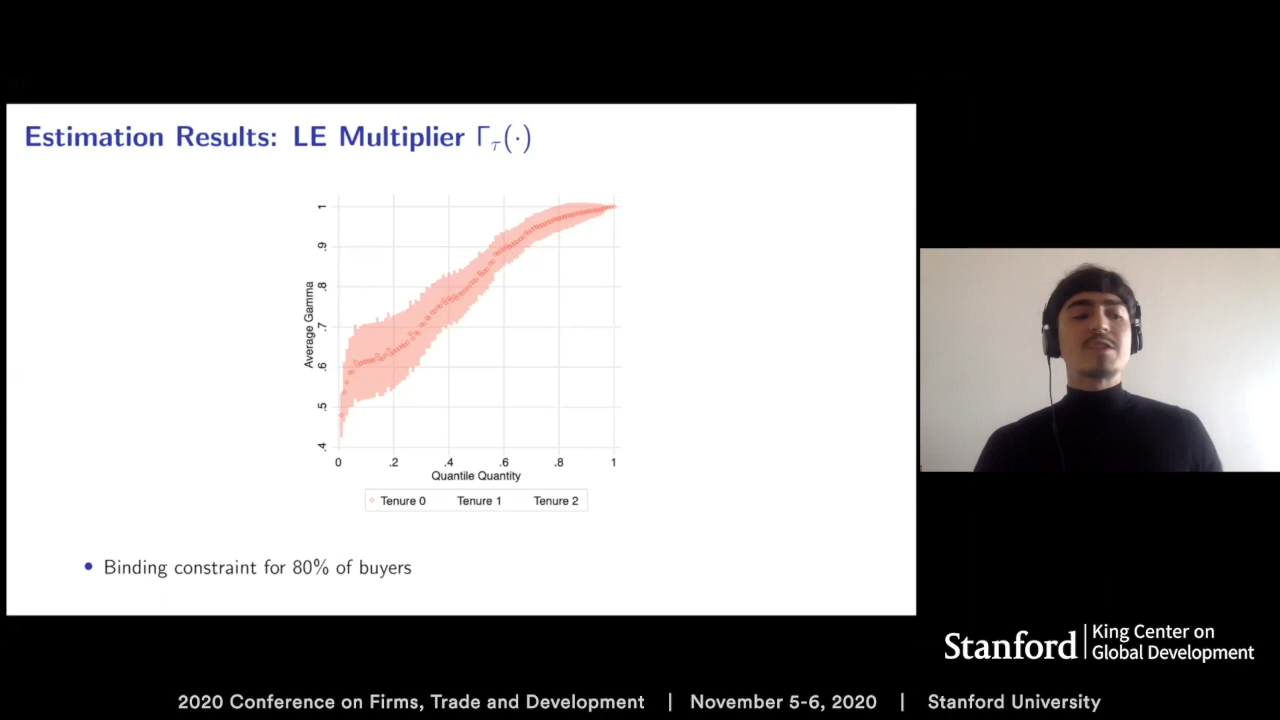 Estimation Results: LE Multiplier Γτ(·)
Average Gamma
1
.9
.8
.7
.6
.5
.4
0 .2 .4 .6 .8 1
Quantile Quantity
Tenure 0 Tenure 1 Tenure 2
• Binding constraint for 80% of buyers
Stanford | King Center on
Global Development
2020 Conference on Firms, Trade and Development | November 5-6, 2020 | Stanford University